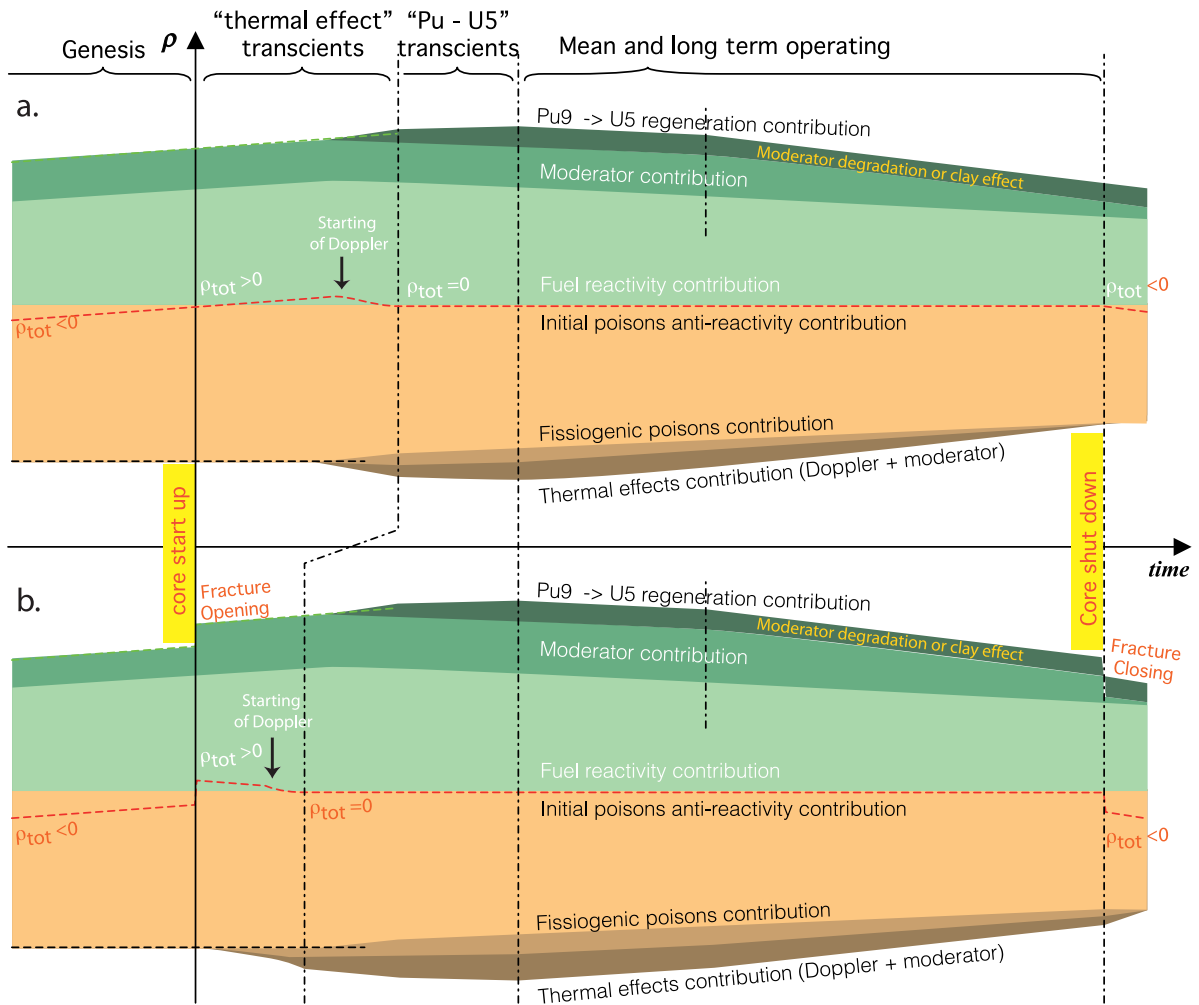 Genesis
ρ
“thermal effect”
transcients
“Pu - U5”
transcients
Mean and long term operating
a.
Pu9 -> U5 regeneration contribution
Moderator degradation or clay effect
Moderator contribution
Starting
of Doppler
ρtot >0
ρtot =0
Fuel reactivity contribution
ρtot <0
ρtot <0
Initial poisons anti-reactivity contribution
Fissiogenic poisons contribution
Thermal effects contribution (Doppler + moderator)
core start up
Core shut down
time
b.
Fracture
Opening
Pu9 -> U5 regeneration contribution
Moderator degradation or clay effect
Moderator contribution
Fracture
Closing
Starting
of Doppler
ρtot >0
Fuel reactivity contribution
ρtot =0
Initial poisons anti-reactivity contribution
ρtot <0
ρtot <0
Fissiogenic poisons contribution
Thermal effects contribution (Doppler + moderator)